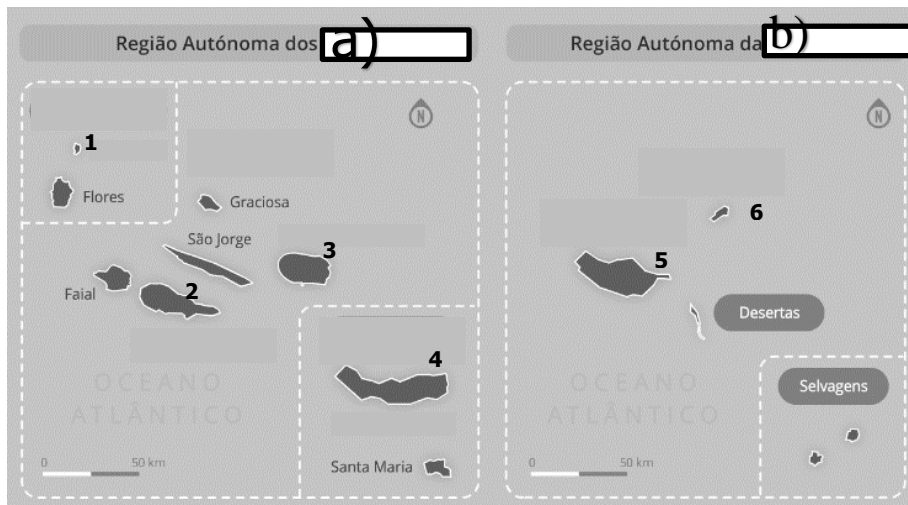 Região Autónoma dos a)
1
Flores
Graciosa
São Jorge
3
Faial
2
4
OCEANO
ATLÂNTICO
0 50 km
Santa Maria
N
Região Autónoma da b)
N
6
5
Desertas
OCEANO
ATLÂNTICO
Selvagens
0 50 km